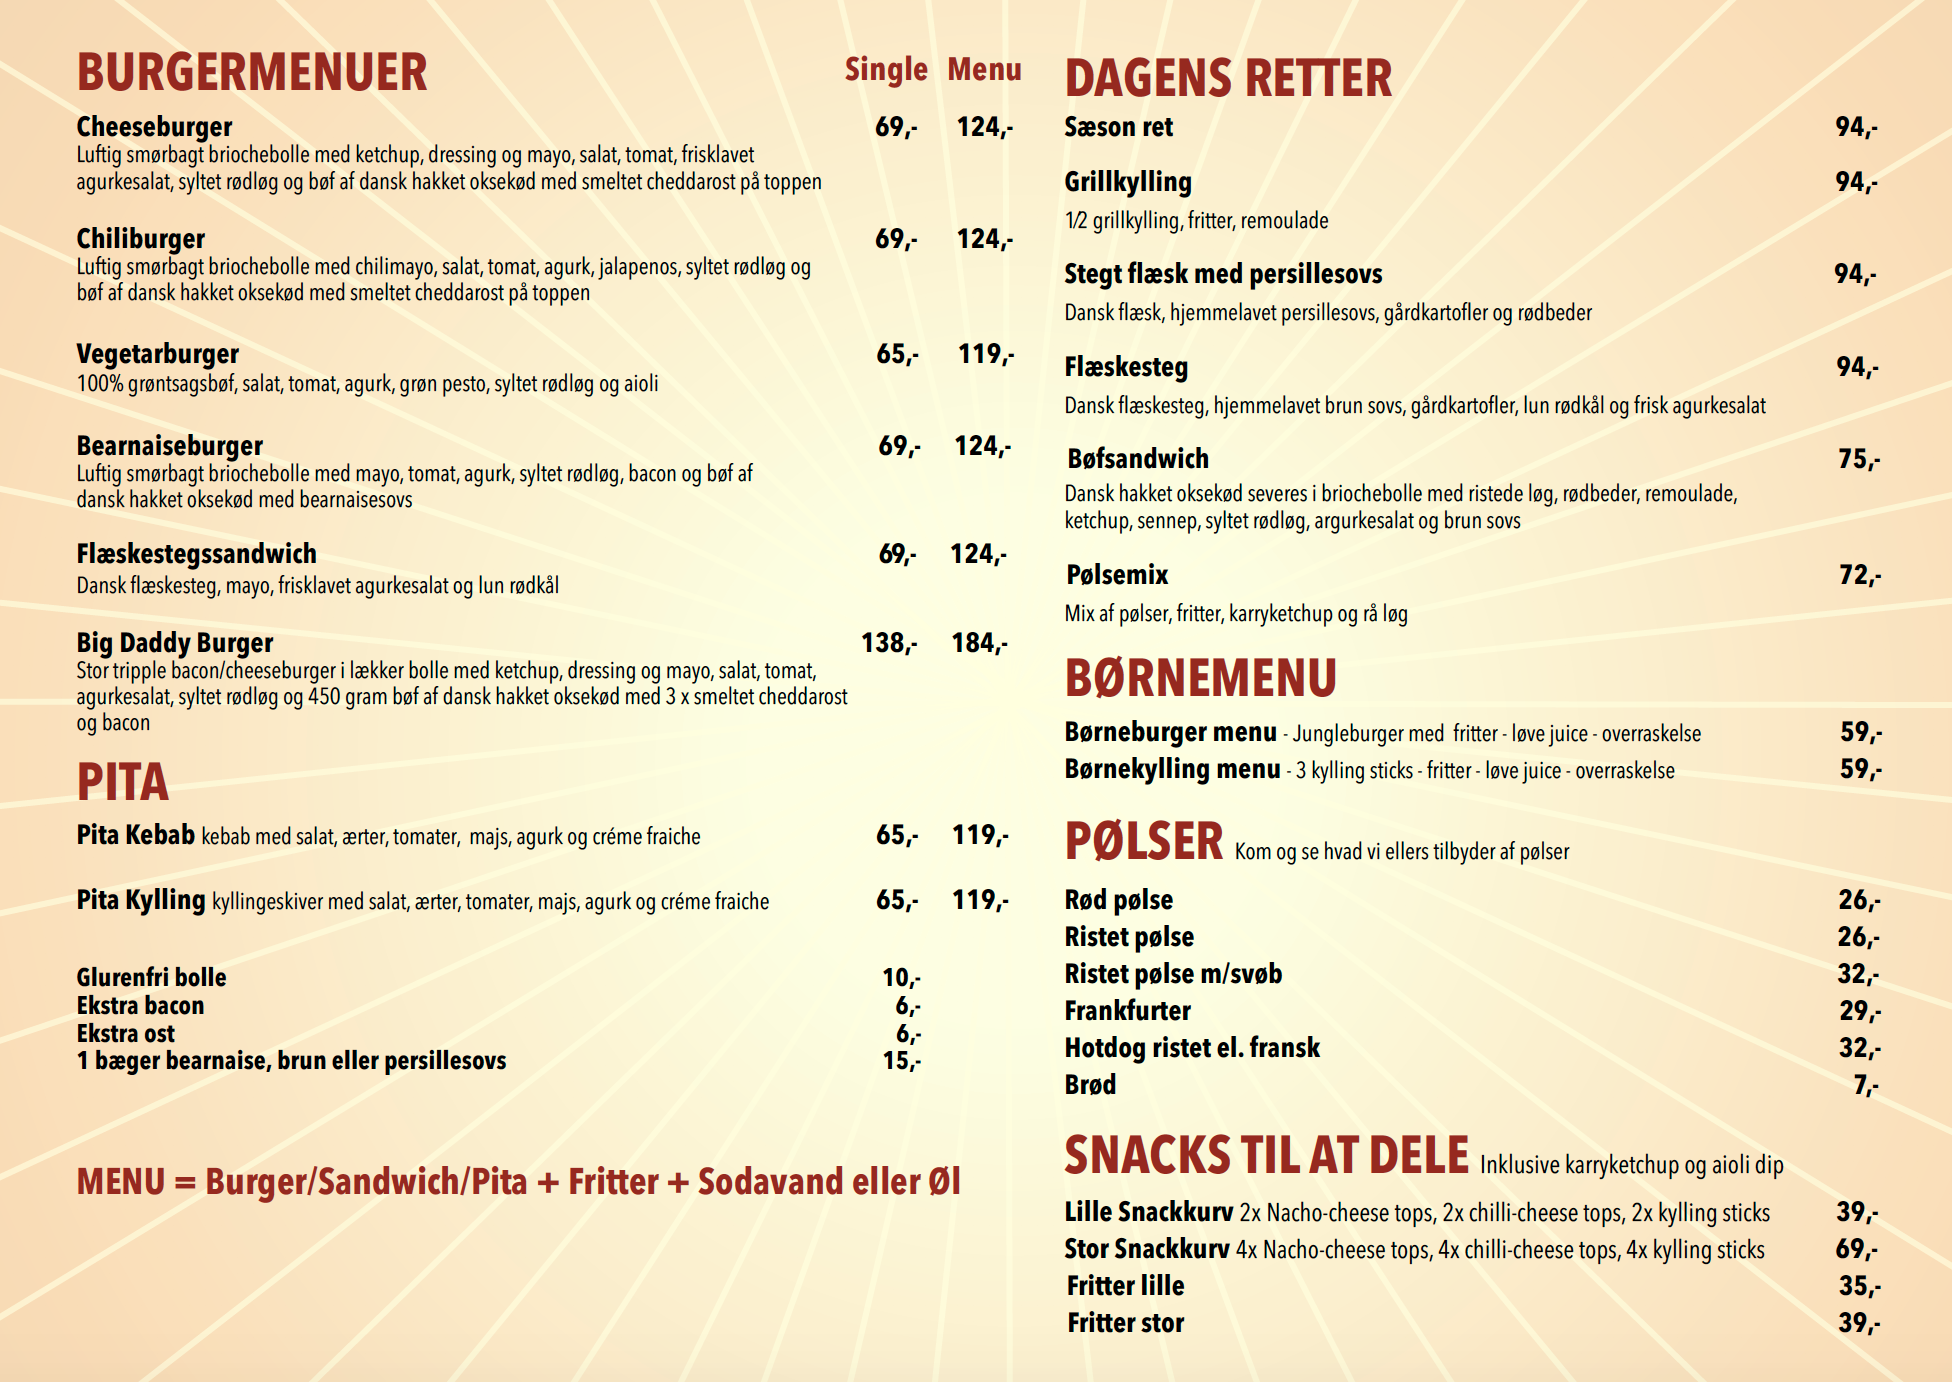 BURGERMENUER Single Menu
Cheeseburger 69,- 124,-
Luftig smørbagt briochebolle med ketchup, dressing og mayo, salat, tomat, frisklavet
agurkesalat, syltet rødløg og bøf af dansk hakket oksekød med smeltet cheddarost på toppen
Chiliburger 69,- 124,-
Luftig smørbagt briochebolle med chilimayo, salat, tomat, agurk, jalapenos, syltet rødløg og
bøf af dansk hakket oksekød med smeltet cheddarost på toppen
Vegetarburger 65,- 119,-
100% grøntsagsbøf, salat, tomat, agurk, grøn pesto, syltet rødløg og aioli
Bearnaiseburger 69,- 124,-
Luftig smørbagt briochebolle med mayo, tomat, agurk, syltet rødløg, bacon og bøf af
dansk hakket oksekød med bearnaisesovs
Flæskestegssandwich 69,- 124,-
Dansk flæskesteg, mayo, frisklavet agurkesalat og lun rødkål
Big Daddy Burger 138,- 184,-
Stor tripple bacon/cheeseburger i lækker bolle med ketchup, dressing og mayo, salat, tomat,
agurkesalat, syltet rødløg og 450 gram bøf af dansk hakket oksekød med 3 x smeltet cheddarost
og bacon
PITA
Pita Kebab kebab med salat, ærter, tomater, majs, agurk og créme fraiche 65,- 119,-
Pita Kylling kyllingeskiver med salat, ærter, tomater, majs, agurk og créme fraiche 65,- 119,-
Glurenfri bolle 10,-
Ekstra bacon 6,-
Ekstra ost 6,-
1 bæger bearnaise, brun eller persillesovs 15,-
MENU = Burger/Sandwich/Pita + Fritter + Sodavand eller Øl
DAGENS RETTER
Sæson ret 94,-
Grillkylling 94,-
1/2 grillkylling, fritter, remoulade
Stegt flæsk med persillesovs 94,-
Dansk flæsk, hjemmelavet persillesovs, gårdkartofler og rødbeder
Flæskesteg 94,-
Dansk flæskesteg, hjemmelavet brun sovs, gårdkartofler, lun rødkål og frisk agurkesalat
Bøfsandwich 75,-
Dansk hakket oksekød severes i briochebolle med ristede løg, rødbeder, remoulade,
ketchup, sennep, syltet rødløg, argurkesalat og brun sovs
Pølsemix 72,-
Mix af pølser, fritter, karryketchup og rå løg
BØRNEMENU
Børneburger menu - Jungleburger med fritter - løve juice - overraskelse 59,-
Børnekylling menu - 3 kylling sticks - fritter - løve juice - overraskelse 59,-
PØLSER Kom og se hvad vi ellers tilbyder af pølser
Rød pølse 26,-
Ristet pølse 26,-
Ristet pølse m/svøb 32,-
Frankfurter 29,-
Hotdog ristet el. fransk 32,-
Brød 7,-
SNACKS TIL AT DELE Inklusive karryketchup og aioli dip
Lille Snackkurv 2x Nacho-cheese tops, 2x chilli-cheese tops, 2x kylling sticks 39,-
Stor Snackkurv 4x Nacho-cheese tops, 4x chilli-cheese tops, 4x kylling sticks 69,-
Fritter lille 35,-
Fritter stor 39,-